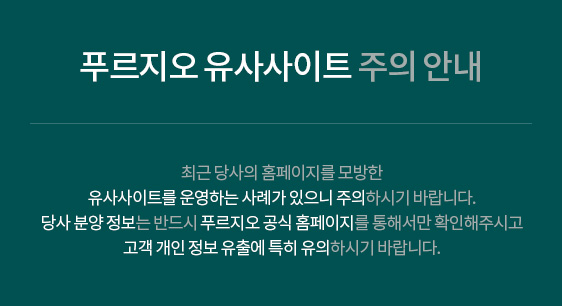 푸르지오 유사사이트 주의 안내
최근 당사의 홈페이지를 모방한
유사사이트를 운영하는 사례가 있으니 주의하시기 바랍니다.
당사 분양 정보는 반드시 푸르지오 공식 홈페이지를 통해서만 확인해주시고
고객 개인 정보 유출에 특히 유의하시기 바랍니다.